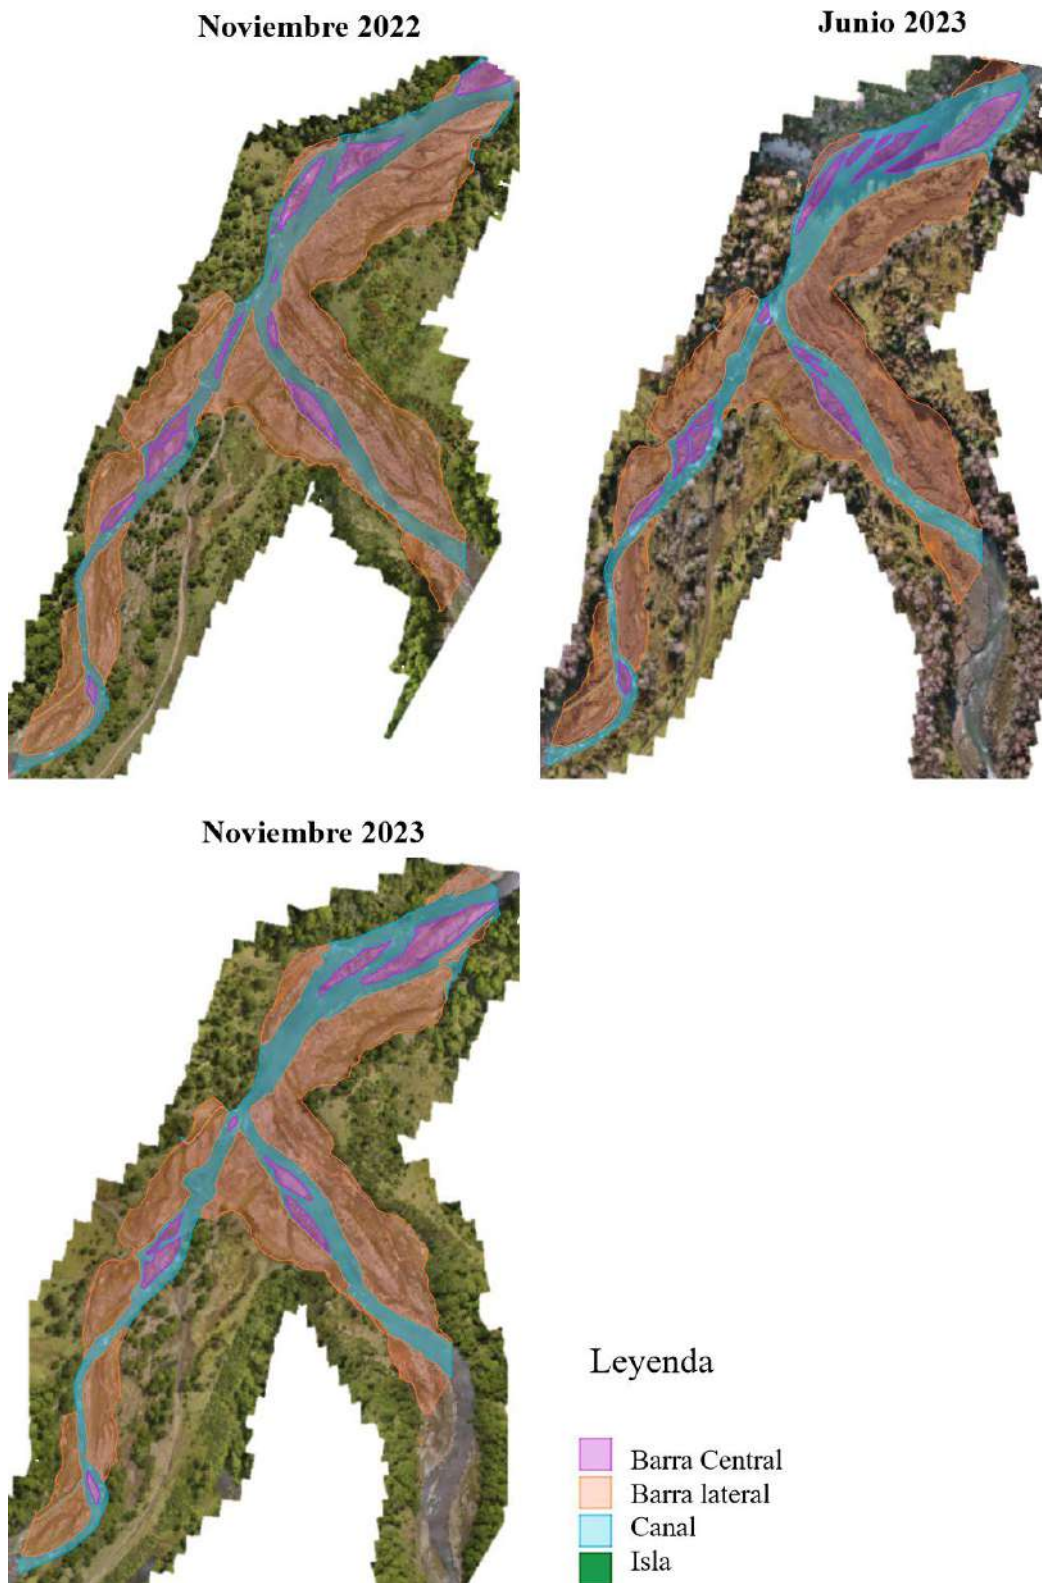 Noviembre 2022
Junio 2023
Noviembre 2023
Leyenda
Barra Central
Barra lateral
Canal
Isla